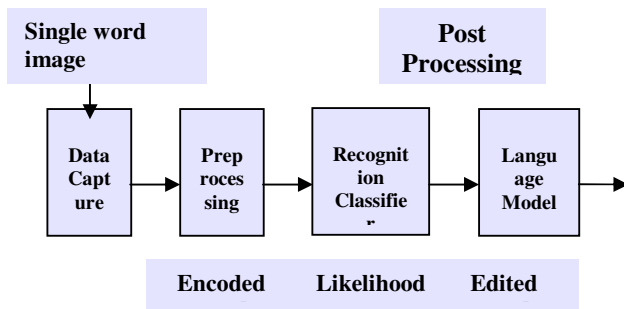 Single word
image
Post
Processing
Data
Capt
ure
Prep
roces
sing
Recognit
ion
Classifie
r
Langu
age
Model
Encoded Likelihood Edited